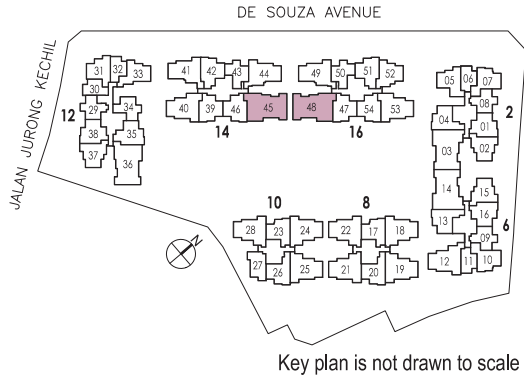 DE SOUZA AVENUE
JALAN JURONG KECHIL
31 32 33
30
29 34
38 35
37 36
12
41 42 43 44
40 39 46 45
14
49 50 51 52
48 47 54 53
16
05 06 07
08
04 01
03 02
2
14 15
13 16
09
12 11 10
6
10
28 23 24
27 26 25
8
22 17 18
21 20 19
N
Key plan is not drawn to scale